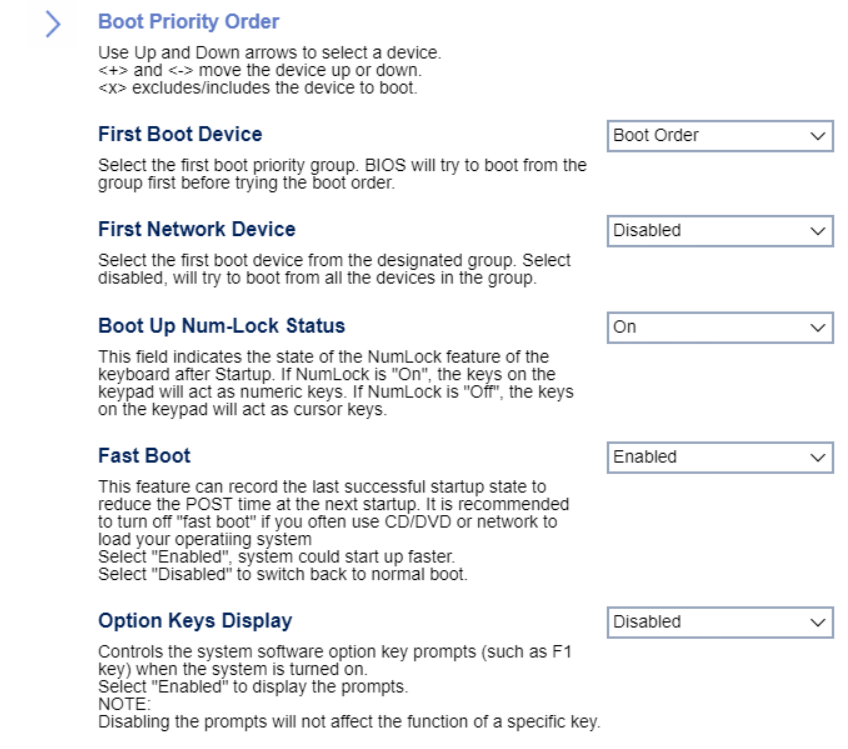 Boot Priority Order
Use Up and Down arrows to select a device.
<+> and <-> move the device up or down.
<x> excludes/includes the device to boot.
First Boot Device
Boot Order
Select the first boot priority group. BIOS will try to boot from the
group first before trying the boot order.
First Network Device
Disabled
Select the first boot device from the designated group. Select
disabled, will try to boot from all the devices in the group.
Boot Up Num-Lock Status
On
This field indicates the state of the NumLock feature of the
keyboard after Startup. If NumLock is "On", the keys on the
keypad will act as numeric keys. If NumLock is "Off", the keys
on the keypad will act as cursor keys.
Fast Boot
Enabled
This feature can record the last successful startup state to
reduce the POST time at the next startup. It is recommended
to turn off "fast boot" if you often use CD/DVD or network to
load your operatiing system
Select "Enabled", system could start up faster.
Select "Disabled" to switch back to normal boot.
Option Keys Display
Disabled
Controls the system software option key prompts (such as F1
key) when the system is turned on.
Select "Enabled" to display the prompts.
NOTE:
Disabling the prompts will not affect the function of a specific key.